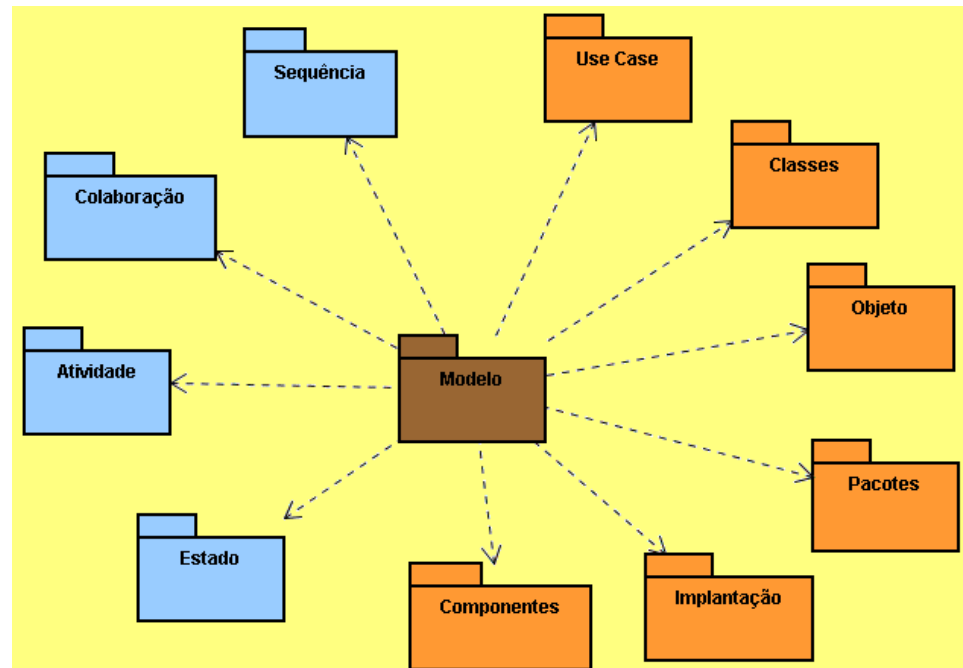 Sequência
Use Case
Colaboração
Classes
Objeto
Atividade
Modelo
Pacotes
Estado
Componentes
Implantação